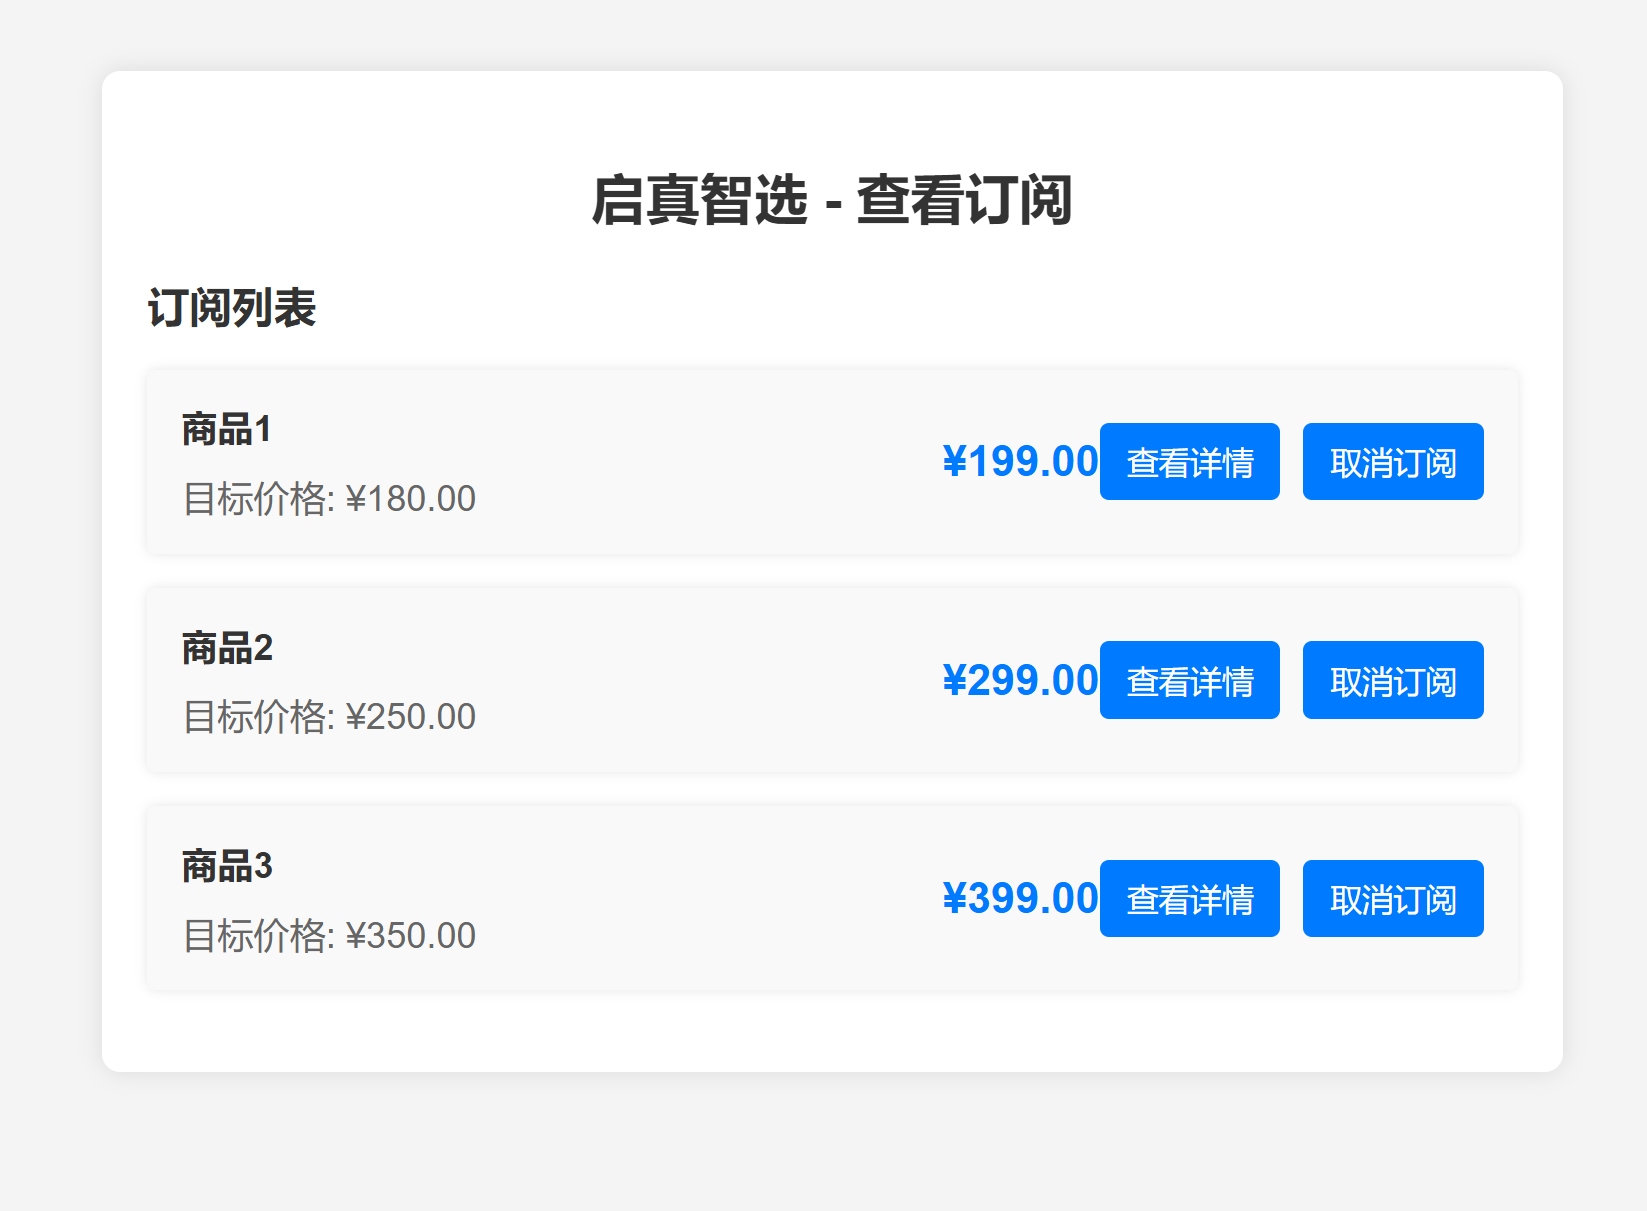 启真智选 - 查看订阅
订阅列表
商品1
目标价格: ¥180.00
¥199.00
查看详情
取消订阅
商品2
目标价格: ¥250.00
¥299.00
查看详情
取消订阅
商品3
目标价格: ¥350.00
¥399.00
查看详情
取消订阅